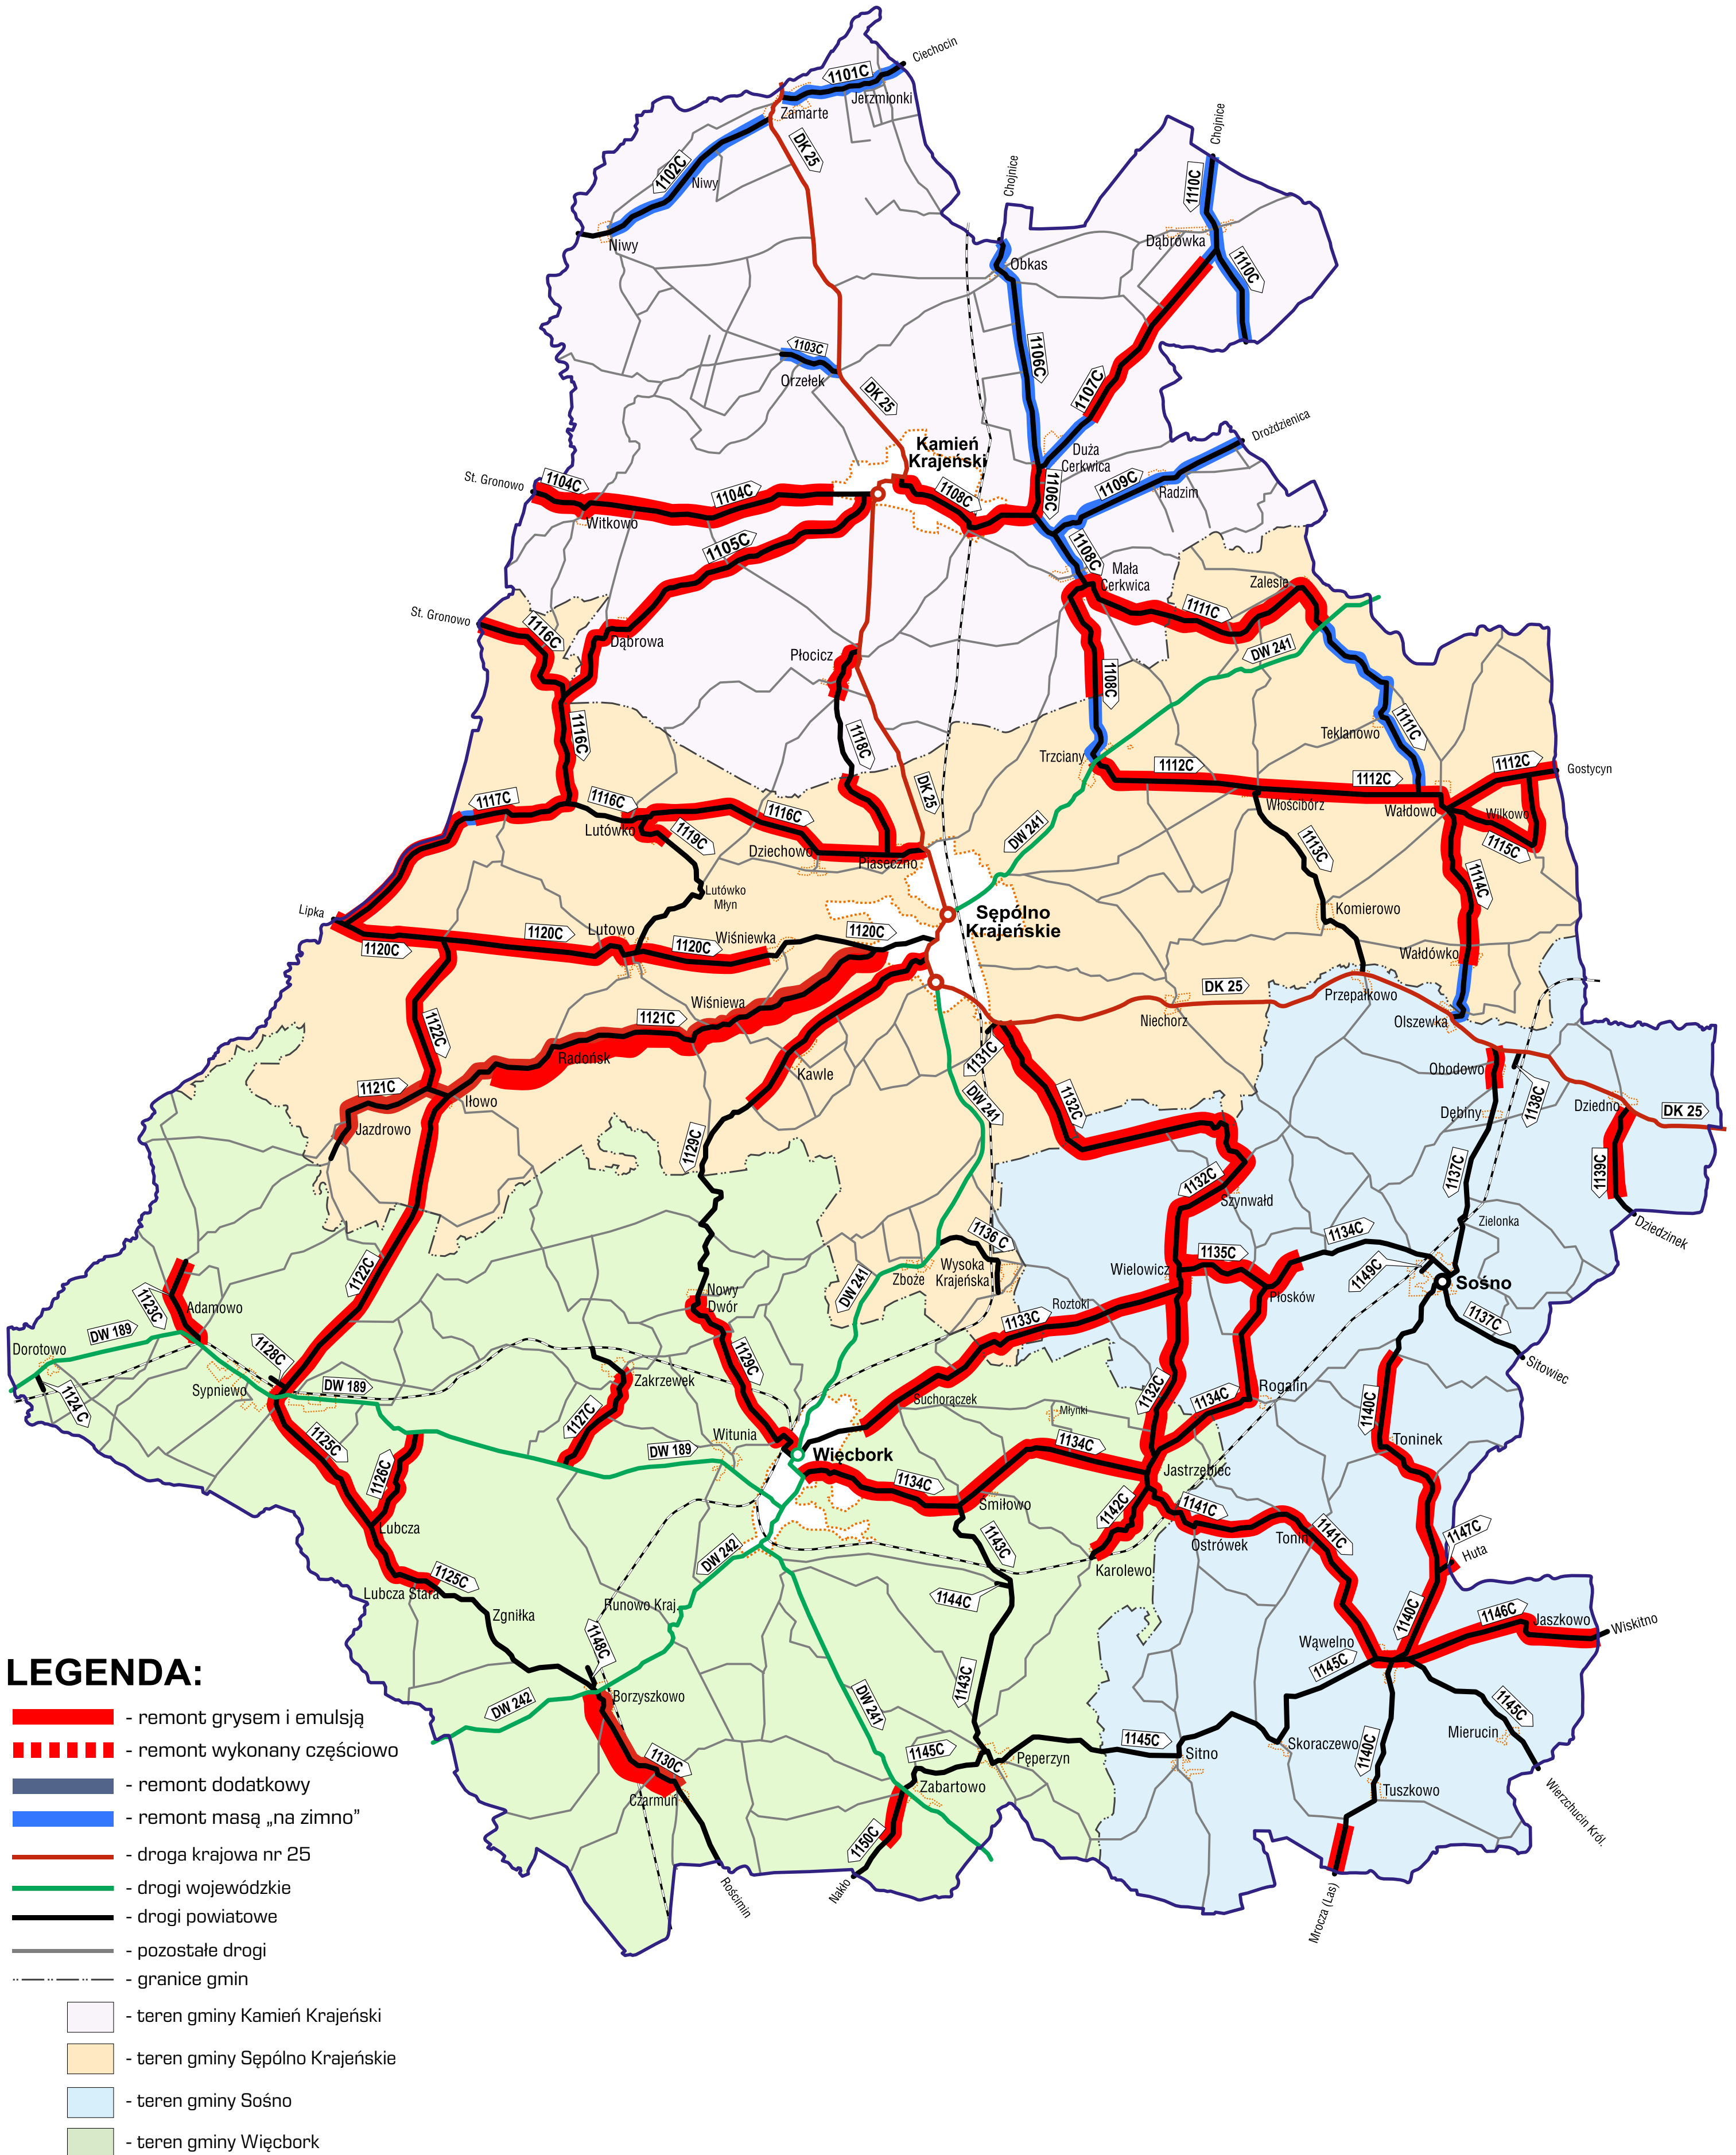 Ciechocin
1101C
Jerzmionki
Zamarte
DK 25
1102C
Niwy
Niwy
Chojnice
Chojnice
1110C
Dąbrówka
1110C
Obkas
1106C
1103C
Orzełek
DK 25
1107C
Kamień
Krajeński
Duża
Cerkwica
Drożdzienica
1109C
Radzim
St. Gronowo
1104C
1104C
Witkowo
1108C
1106C
1105C
1108C
Mała
Cerkwica
Zalesie
1111C
St. Gronowo
1116C
Dąbrowa
Płocicz
DW 241
1108C
1116C
1118C
Teklanowo
1111C
Trzciany
1112C
1112C
1112C
Gostycyn
DK 25
1117C
1116C
1116C
Lutówko
1119C
Dziechowo
Piaseczno
DW 241
Włościbórz
Wałdowo
Wilkowo
1115C
1113C
1114C
Lutówko
Młyn
Lipka
1120C
1120C
Lutowo
1120C
Wiśniewka
1120C
Sępólno
Krajeńskie
Komierowo
Wałdówko
Wiśniewa
1121C
DK 25
Przepałkowo
Niechorz
Olszewka
1122C
Radońsk
Kawle
1131C
1121C
Iłowo
Jazdrowo
DW 241
1132C
Obodowo
Dębiny
1138C
Dziedno
DK 25
1129C
1137C
1139C
1132C
Szynwałd
Zielonka
Dziedzinek
1136 C
1134C
1135C
Wysoka
Krajeńska
Zboże
Wielowicz
1149C
Sośno
Płosków
1122C
DW 241
Nowy
Dwór
Roztoki
1133C
1137C
Sitowiec
1123C
Adamowo
DW 189
Dorotowo
1128C
1129C
Zakrzewek
Sypniewo
DW 189
1124 C
Suchorączek
Młynki
1132C
1134C
Rogalin
1140C
1127C
1125C
1126C
Witunia
DW 189
Więcbork
1134C
Toninek
1134C
Jastrzębiec
Śmiłowo
1142C
1141C
Lubcza
Ostrówek
Tonin
1141C
1147C
Huta
DW 242
1143C
Karolewo
1125C
Lubcza Stara
1144C
Zgniłka
Runowo Kraj.
1140C
1146C
Jaszkowo
Wiskitno
Wąwelno
1145C
1148C
1143C
DW 242
Borzyszkowo
DW 241
1145C
Mierucin
1145C
1145C
Sitno
Skoraczewo
1140C
Pęperzyn
1130C
Czarmuń
Zabartowo
Tuszkowo
Wierzchucin Król.
1150C
Nakło
Rościmin
Mrocza (Las)
LEGENDA:
- remont grysem i emulsją
- remont wykonany częściowo
- remont dodatkowy
- remont masą „na zimno”
- droga krajowa nr 25
- drogi wojewódzkie
- drogi powiatowe
- pozostałe drogi
- granice gmin
- teren gminy Kamień Krajeński
- teren gminy Sępólno Krajeńskie
- teren gminy Sośno
- teren gminy Więcbork